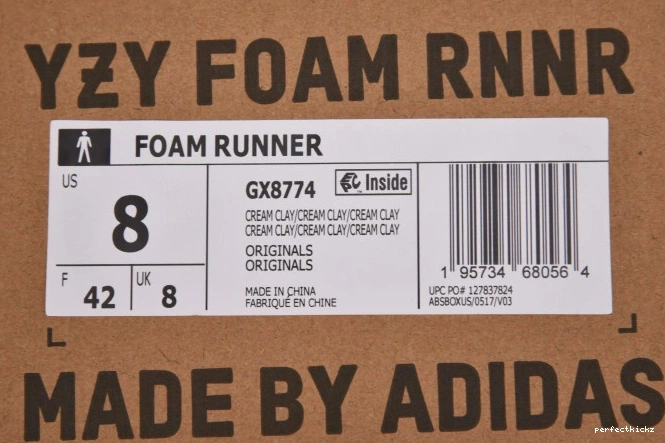 YZY FOAM RNNR
FOAM RUNNER
US
8
F
42
UK
8
GX8774
Inside
CREAM CLAY/CREAM CLAY/CREAM CLAY
CREAM CLAY/CREAM CLAY/CREAM CLAY
ORIGINALS
ORIGINALS
MADE IN CHINA
FABRIQUÉ EN CHINE
1 95734 68056 4
UPC PO# 127837824
ABSBOXUS/0517/V03
MADE BY ADIDAS
perfectkickz